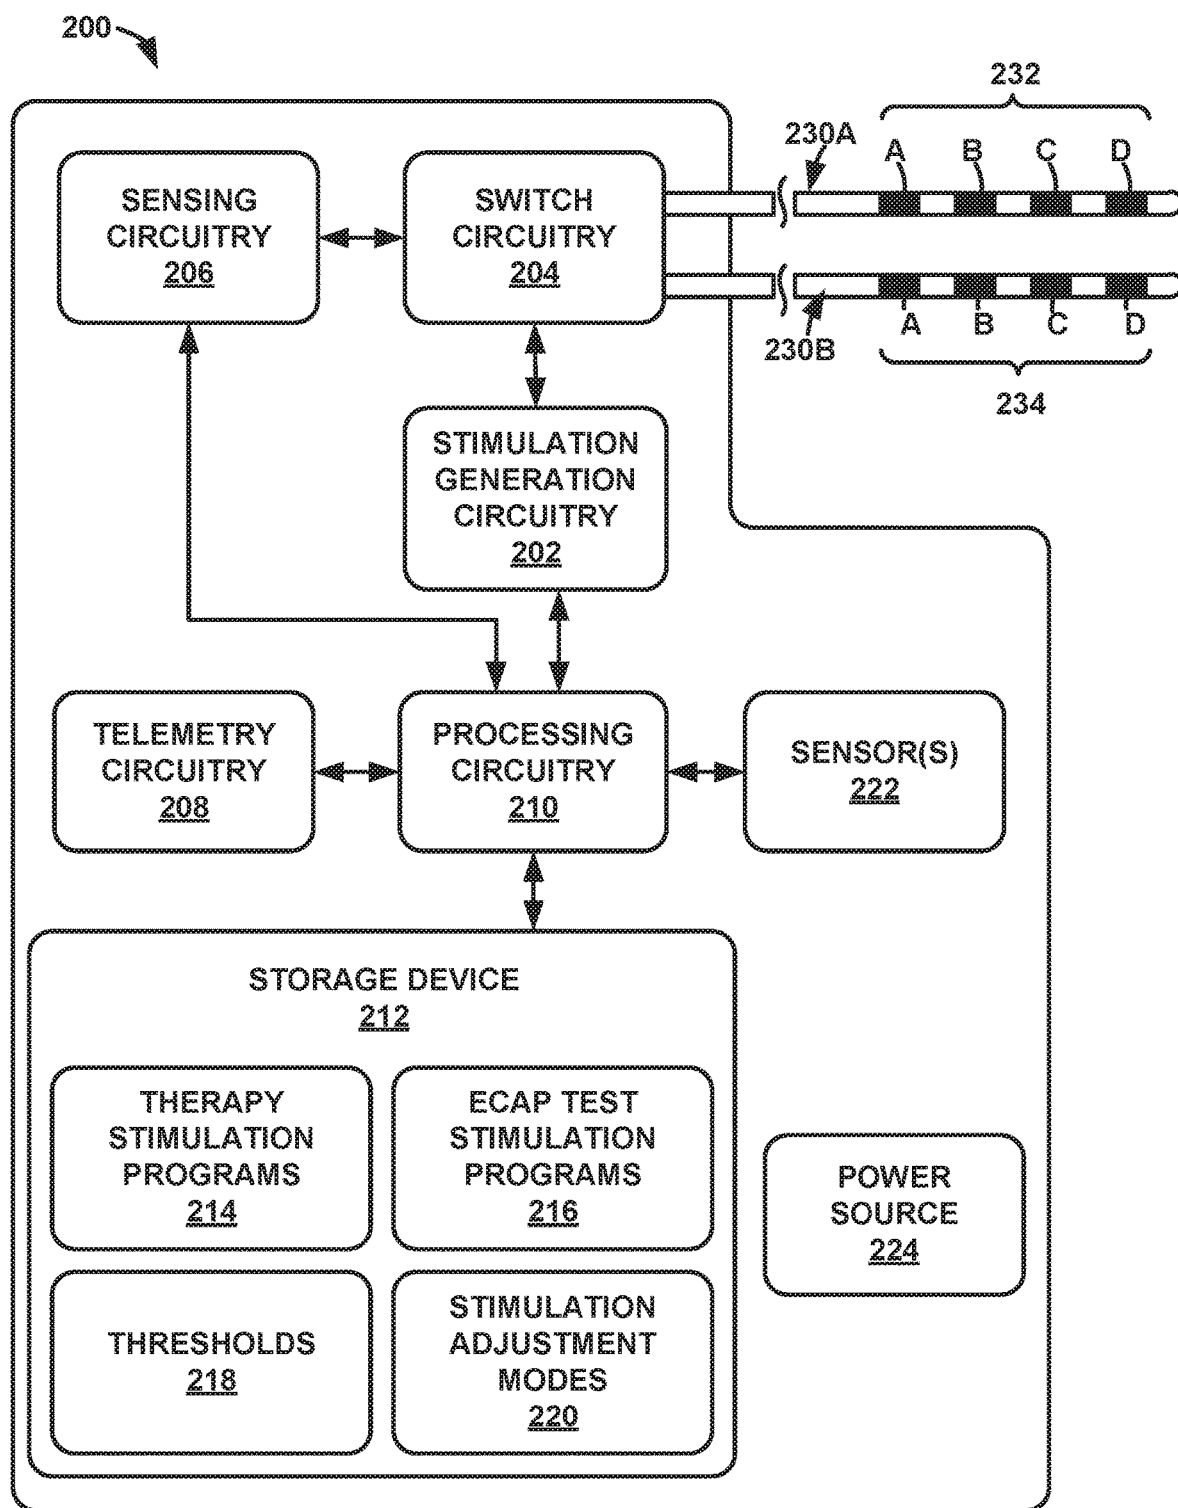 200
232
230A
A B C D
SENSING
CIRCUITRY
206
SWITCH
CIRCUITRY
204
230B
A B C D
234
STIMULATION
GENERATION
CIRCUITRY
202
TELEMETRY
CIRCUITRY
208
PROCESSING
CIRCUITRY
210
SENSOR(S)
222
STORAGE DEVICE
212
THERAPY
STIMULATION
PROGRAMS
214
ECAP TEST
STIMULATION
PROGRAMS
216
POWER
SOURCE
224
THRESHOLDS
218
STIMULATION
ADJUSTMENT
MODES
220